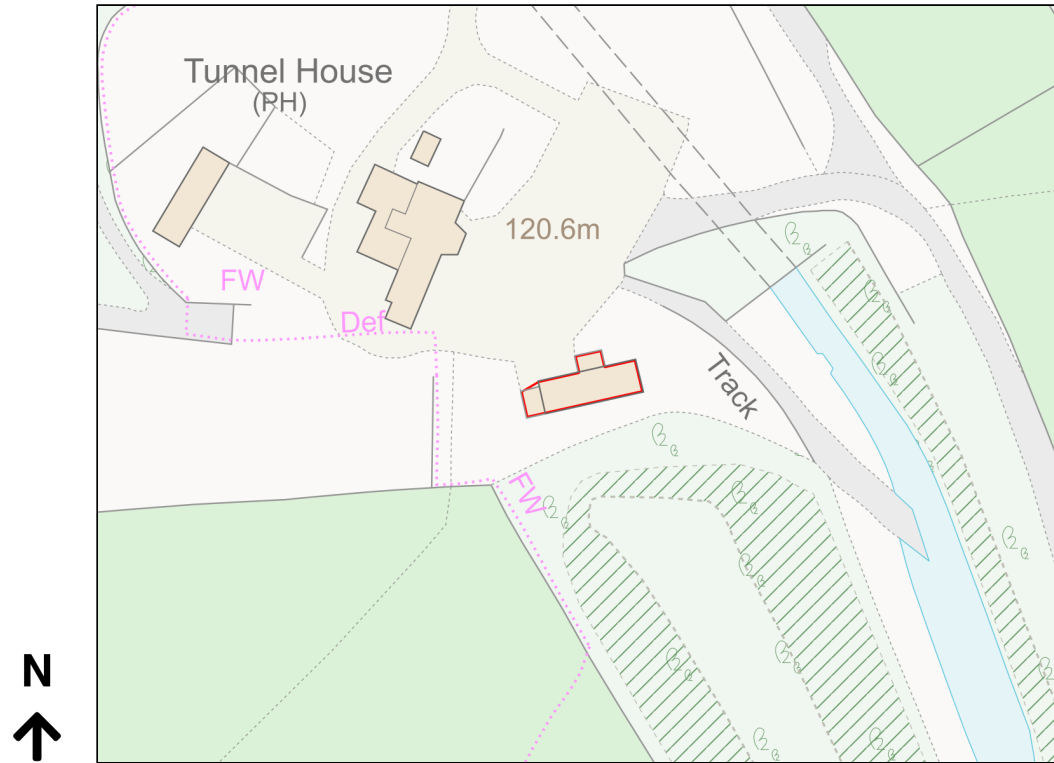 Tunnel House
(PH)
120.6m
FW
Def
Track
FW
N